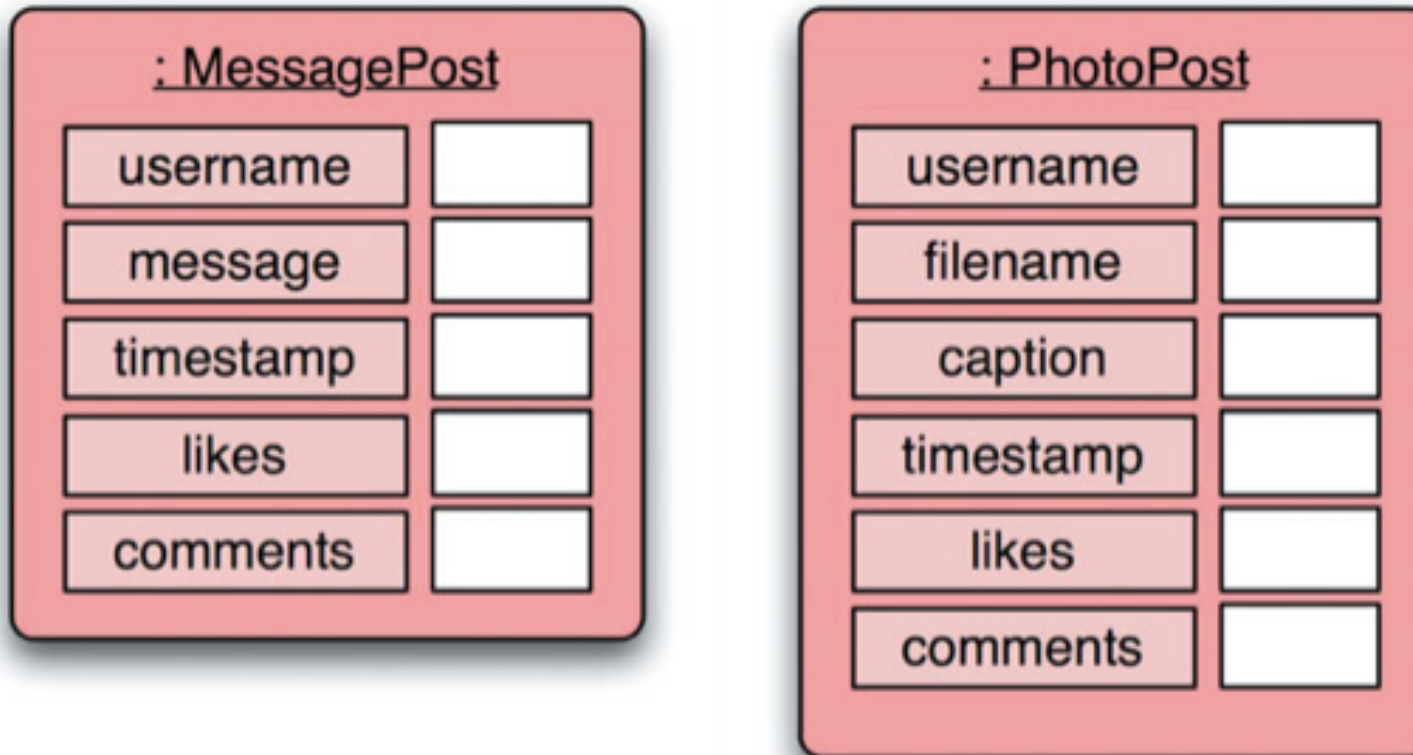 : MessagePost
username
message
timestamp
likes
comments
: PhotoPost
username
filename
caption
timestamp
likes
comments